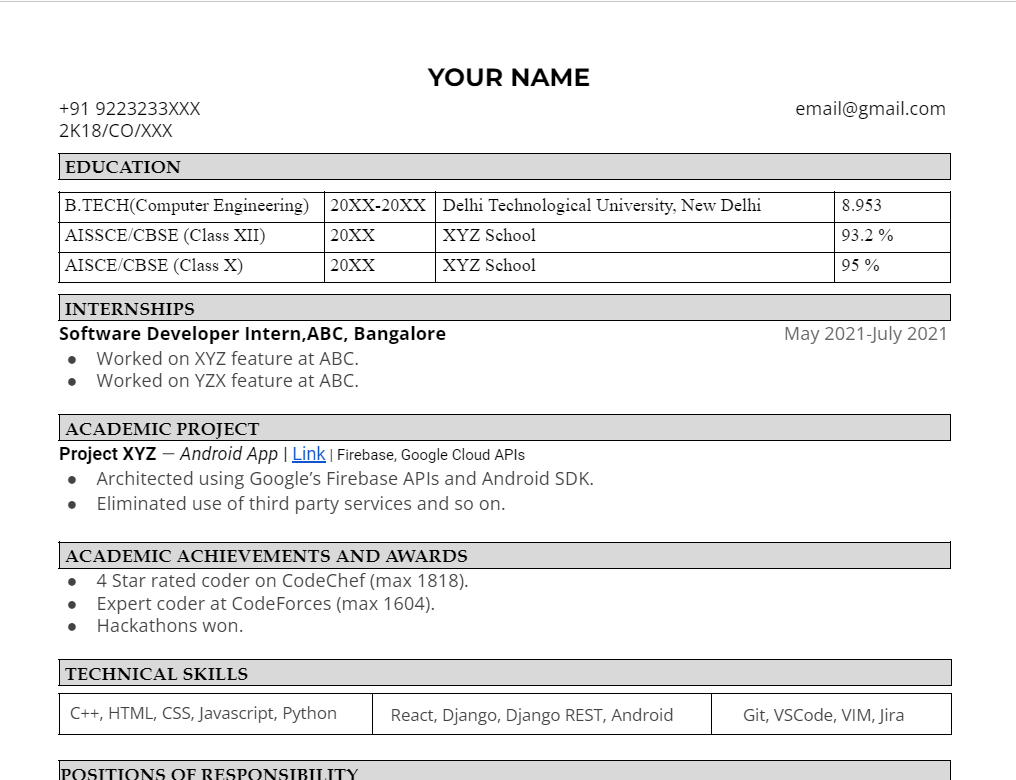 YOUR NAME
+91 9223233XXX email@gmail.com
2K18/CO/XXX
EDUCATION
B.TECH(Computer Engineering) 20XX-20XX Delhi Technological University, New Delhi 8.953
AISSCE/CBSE (Class XII) 20XX XYZ School 93.2 %
AISCE/CBSE (Class X) 20XX XYZ School 95 %
INTERNSHIPS
Software Developer Intern,ABC, Bangalore May 2021-July 2021
● Worked on XYZ feature at ABC.
● Worked on YZX feature at ABC.
ACADEMIC PROJECT
Project XYZ — Android App | Link | Firebase, Google Cloud APIs
● Architected using Google’s Firebase APIs and Android SDK.
● Eliminated use of third party services and so on.
ACADEMIC ACHIEVEMENTS AND AWARDS
● 4 Star rated coder on CodeChef (max 1818).
● Expert coder at CodeForces (max 1604).
● Hackathons won.
TECHNICAL SKILLS
C++, HTML, CSS, Javascript, Python React, Django, Django REST, Android Git, VSCode, VIM, Jira
POSITIONS OF RESPONSIBILITY